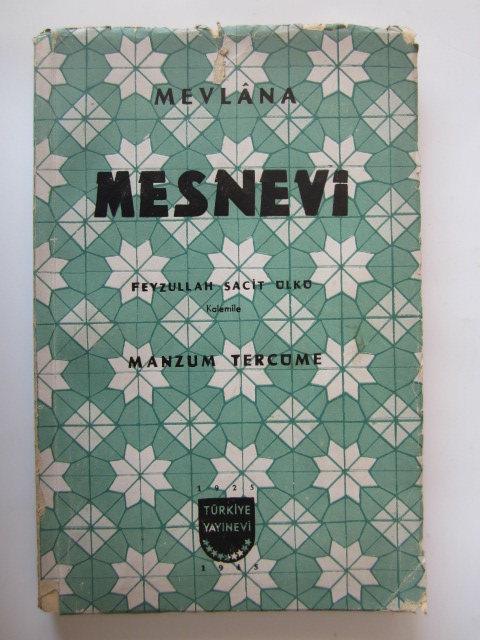 MEVLÂNA
MESNEVİ
FEYZULLAH SACİT ÜLKÜ
Kalemile
MANZUM TERCÜME
1925
TÜRKİYE
YAYINEVİ
1945